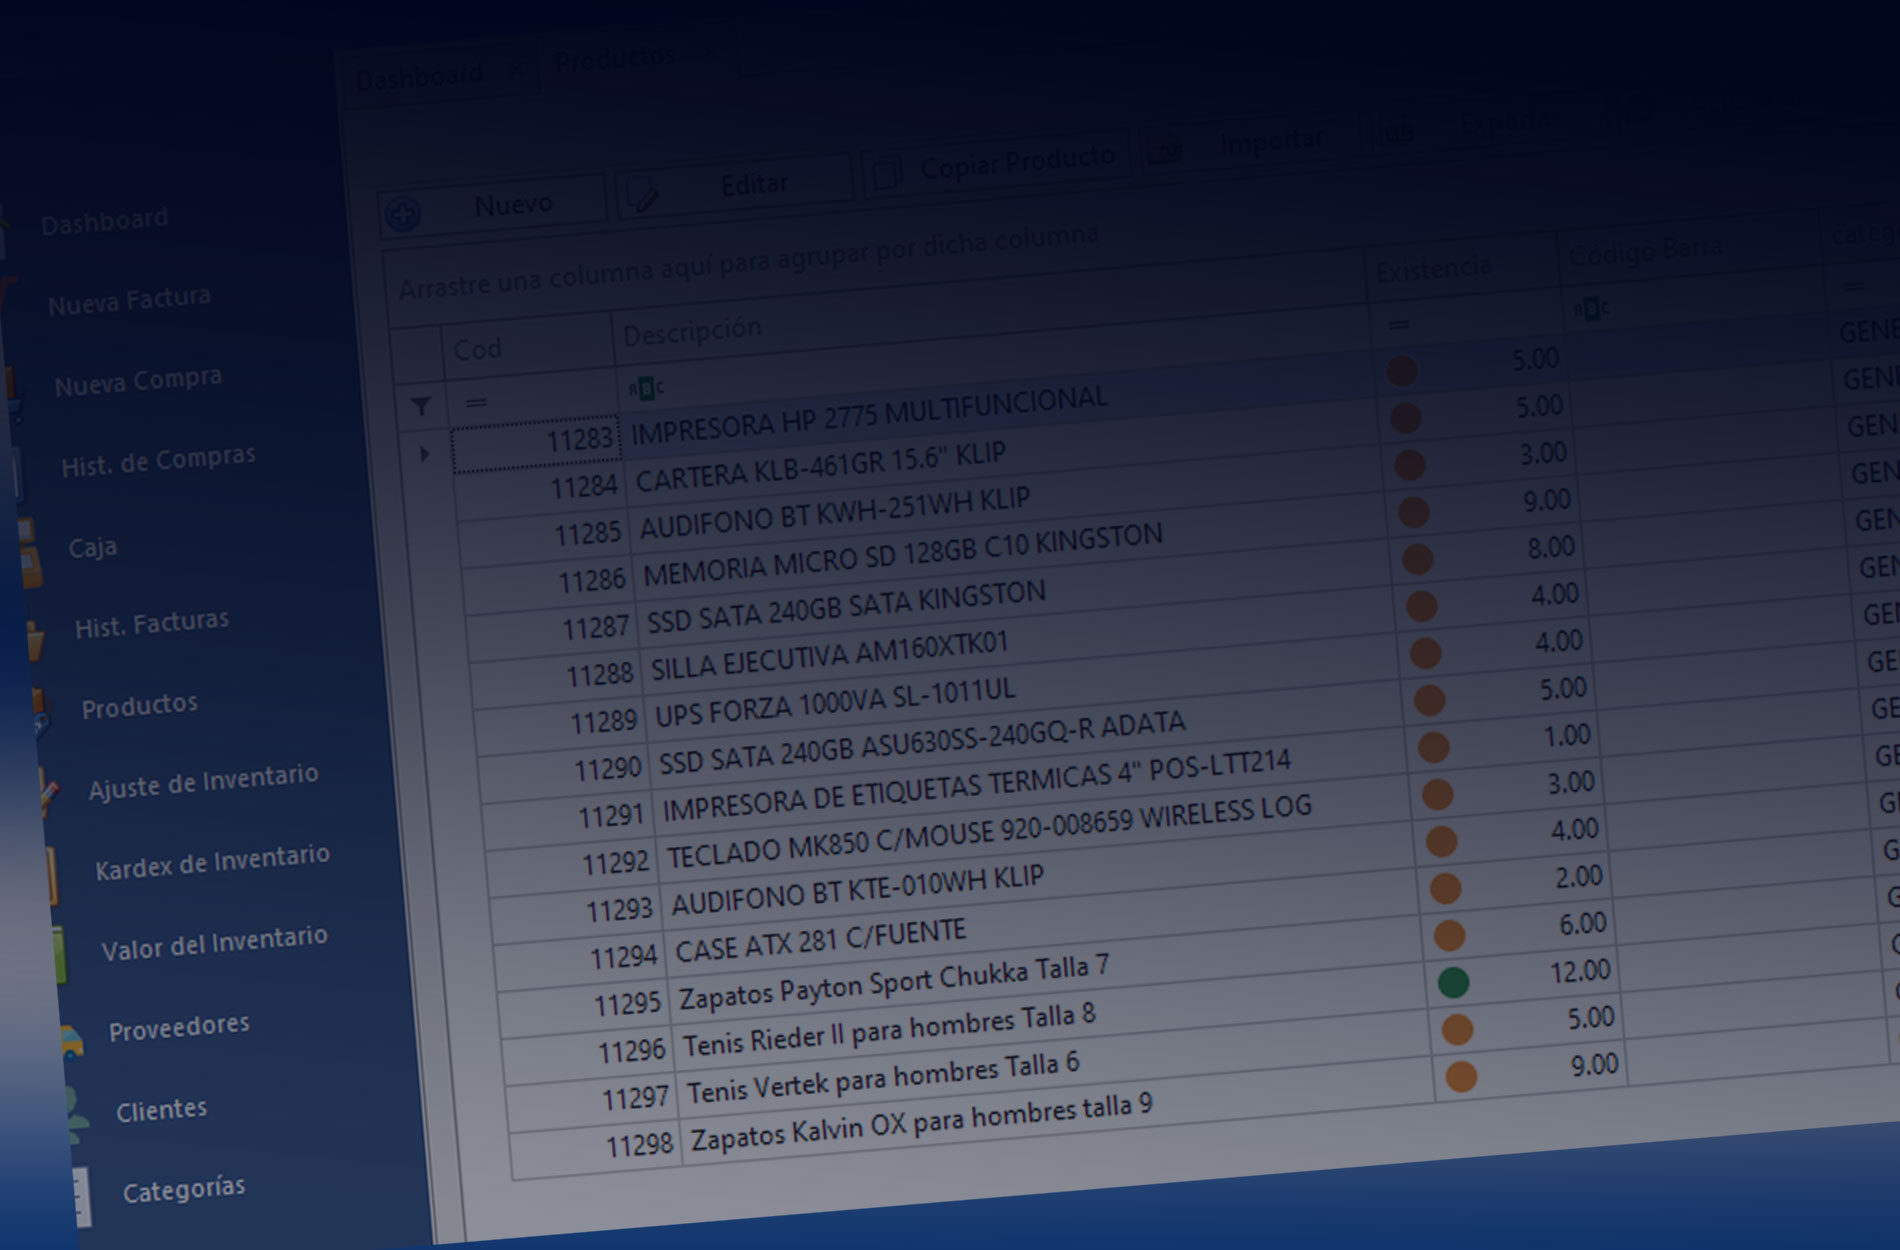 Dashboard
Productos
Nuevo
Editar
Copiar Producto
Importar
Exportar
Arrastre una columna aquí para agrupar por dicha columna
Cod
Descripción
Existencia
Código Barra
=
ABC
=
ABC
=
11283 IMPRESORA HP 2775 MULTIFUNCIONAL 5.00 GENE
11284 CARTERA KLB-461GR 15.6" KLIP 5.00 GENE
11285 AUDIFONO BT KWH-251WH KLIP 3.00 GEN
11286 MEMORIA MICRO SD 128GB C10 KINGSTON 9.00 GEN
11287 SSD SATA 240GB SATA KINGSTON 8.00 GEN
11288 SILLA EJECUTIVA AM160XTK01 4.00 GEN
11289 UPS FORZA 1000VA SL-1011UL 4.00 GE
11290 SSD SATA 240GB ASU630SS-240GQ-R ADATA 5.00 GE
11291 IMPRESORA DE ETIQUETAS TERMICAS 4" POS-LTT214 1.00 GE
11292 TECLADO MK850 C/MOUSE 920-008659 WIRELESS LOG 3.00 GE
11293 AUDIFONO BT KTE-010WH KLIP 4.00 G
11294 CASE ATX 281 C/FUENTE 2.00 G
11295 Zapatos Payton Sport Chukka Talla 7 6.00 G
11296 Tenis Rieder II para hombres Talla 8 12.00
11297 Tenis Vertek para hombres Talla 6 5.00
11298 Zapatos Kalvin OX para hombres talla 9 9.00
Dashboard
Nueva Factura
Nueva Compra
Hist. de Compras
Caja
Hist. Facturas
Productos
Ajuste de Inventario
Kardex de Inventario
Valor del Inventario
Proveedores
Clientes
Categorías